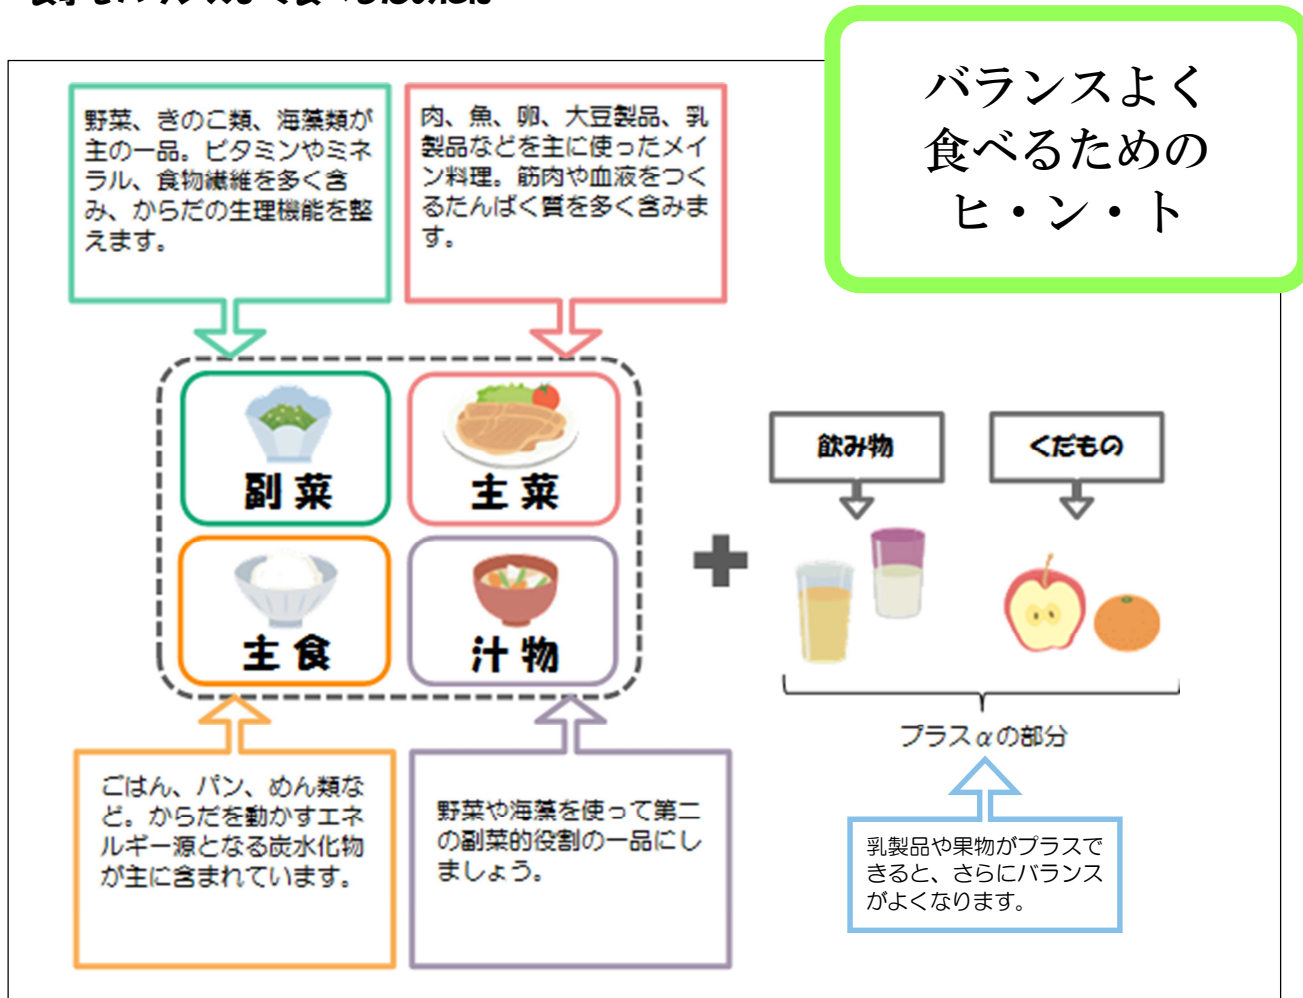 バランスよく
食べるための
ヒ・ン・ト
野菜、きのこ類、海藻類が
主の一品。ビタミンやミネ
ラル、食物繊維を多く含
み、からだの生理機能を整
えます。
肉、魚、卵、大豆製品、乳
製品などを主に使ったメイ
ン料理。筋肉や血液をつく
るたんぱく質を多く含みま
す。
副菜
主菜
主食
汁物
飲み物
くだもの
プラスαの部分
ごはん、パン、めん類な
ど。からだを動かすエネ
ルギー源となる炭水化物
が主に含まれています。
野菜や海藻を使って第二
の副菜的役割の一品にし
ましょう。
乳製品や果物がプラスで
きると、さらにバランス
がよくなります。